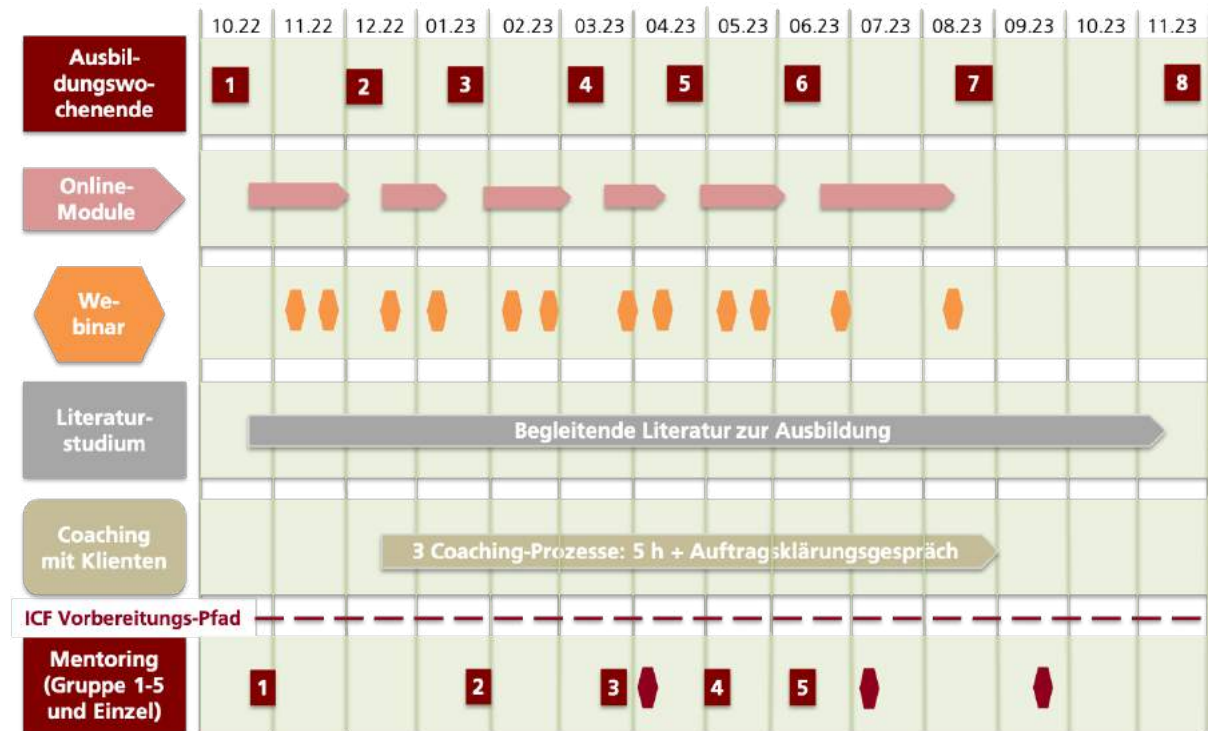 10.22 11.22 12.22 01.23 02.23 03.23 04.23 05.23 06.23 07.23 08.23 09.23 10.23 11.23
Ausbil-
dungswo-
chenende
1 2 3 4 5 6 7 8
Online-
Module
We-
binar
Literatur-
studium
Begleitende Literatur zur Ausbildung
Coaching
mit Klienten
3 Coaching-Prozesse: 5 h + Auftragsklärungsgespräch
ICF Vorbereitungs-Pfad
Mentoring
(Gruppe 1-5
und Einzel)
1 2 3 4 5